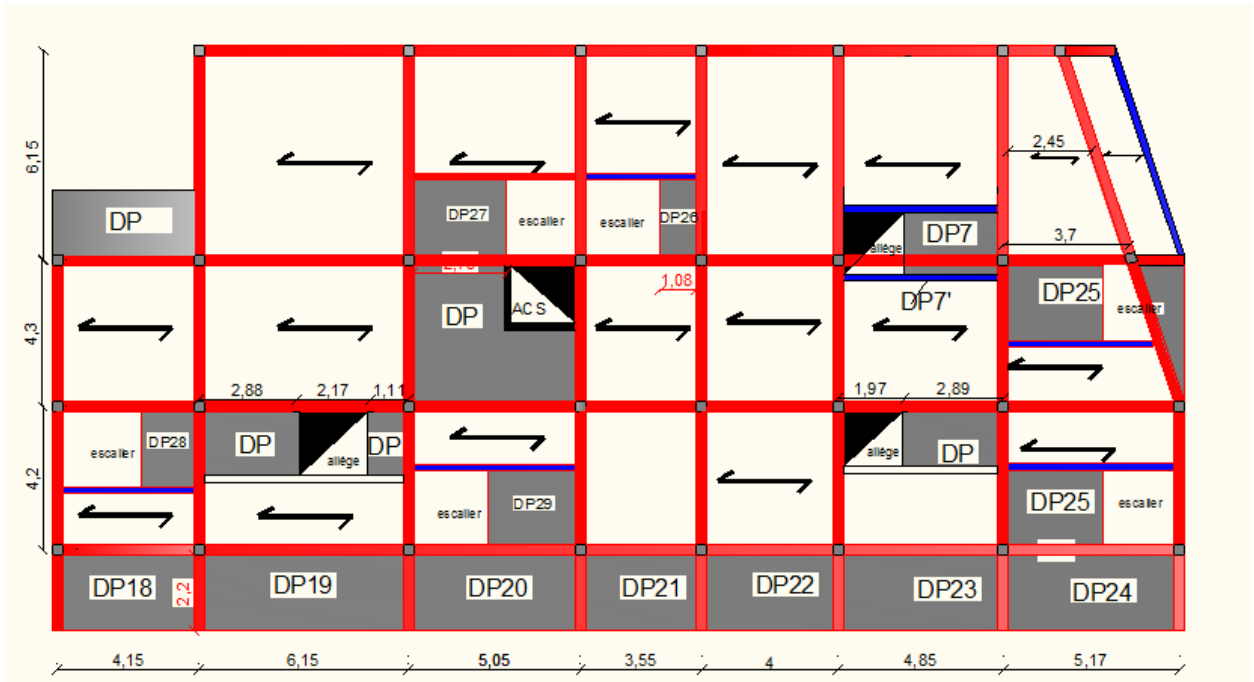 6,15
2,45
DP
DP27
escalier
escalier
DP26
DP7
allége
3,7
1,08
DP25
DP
ACS
DP7'
escalier
4,3
2,88
2,17
1,11
1,97
2,89
DP28
escalier
DP
DP
allége
allége
DP
4,2
DP29
escalier
DP25
escalier
DP18
2,2
DP19
DP20
DP21
DP22
DP23
DP24
4,15
6,15
5,05
3,55
4
4,85
5,17